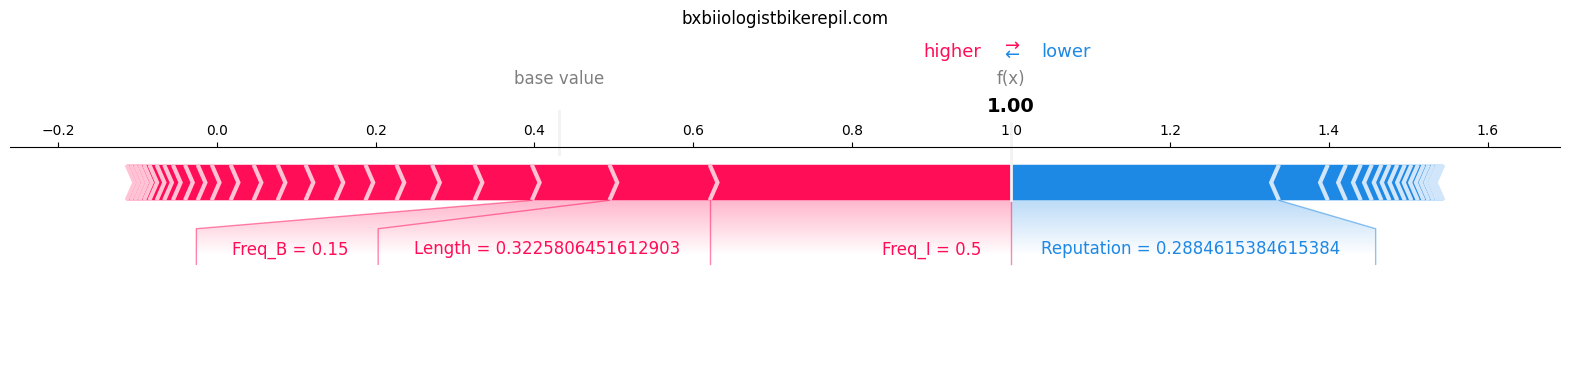 bxbiiologistbikerepil.com
higher ⇄ lower
base value f(x)
1.00
−0.2 0.0 0.2 0.4 0.6 0.8 1.0 1.2 1.4 1.6
Freq_B = 0.15 Length = 0.3225806451612903 Freq_I = 0.5 Reputation = 0.2884615384615384